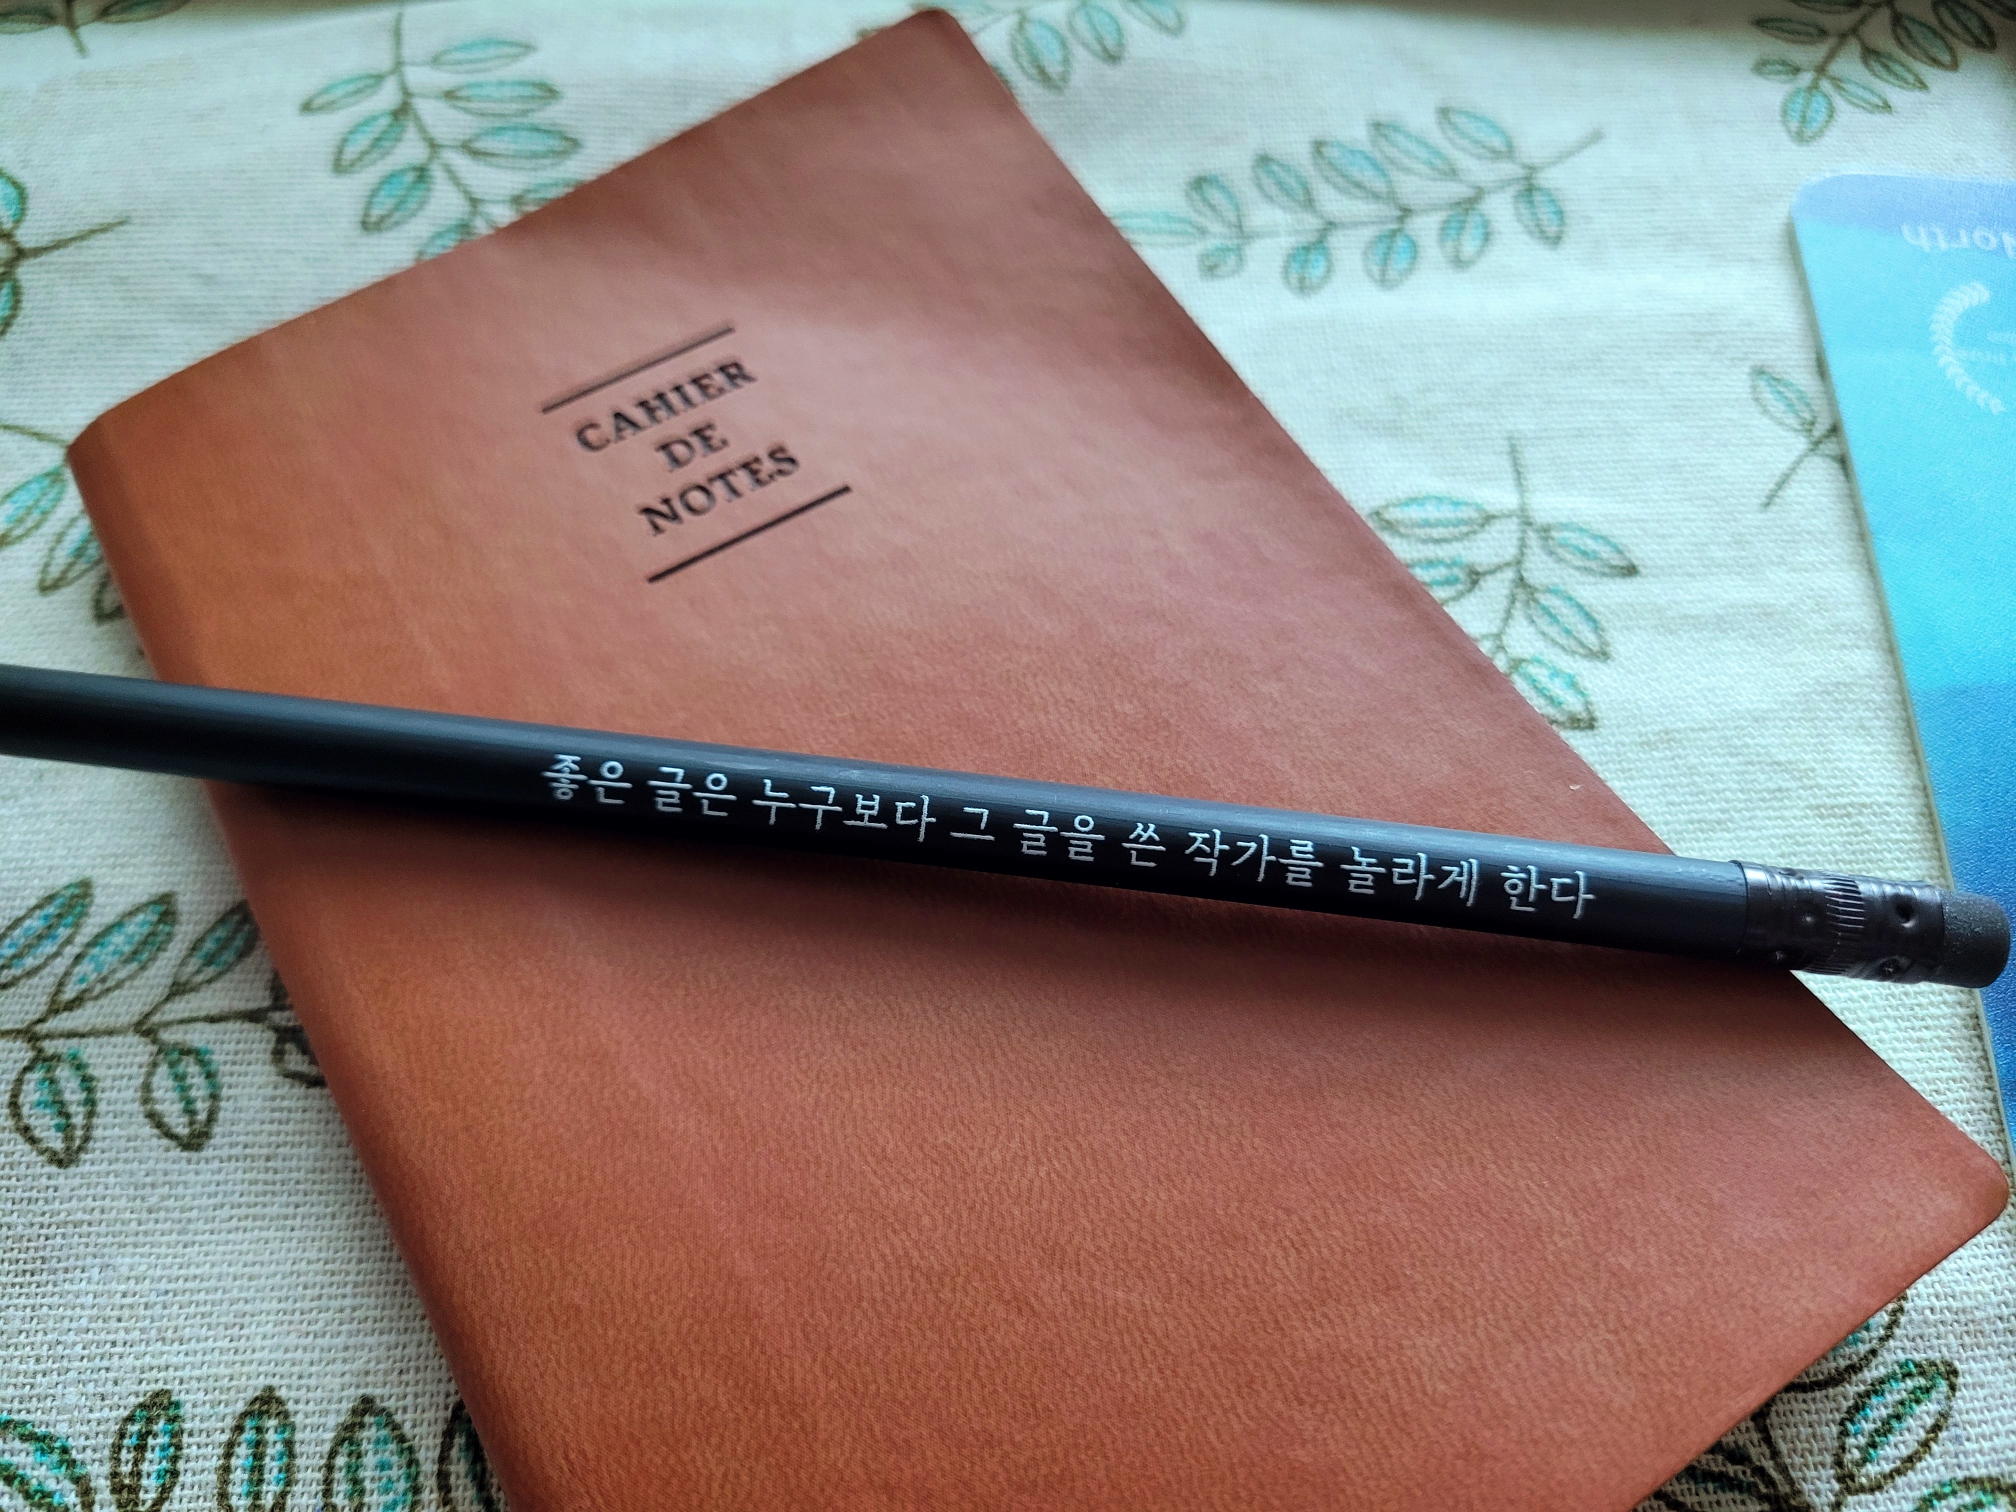 CAHIER
DE
NOTES
좋은 글은 누구보다 그 글을 쓴 작가를 놀라게 한다